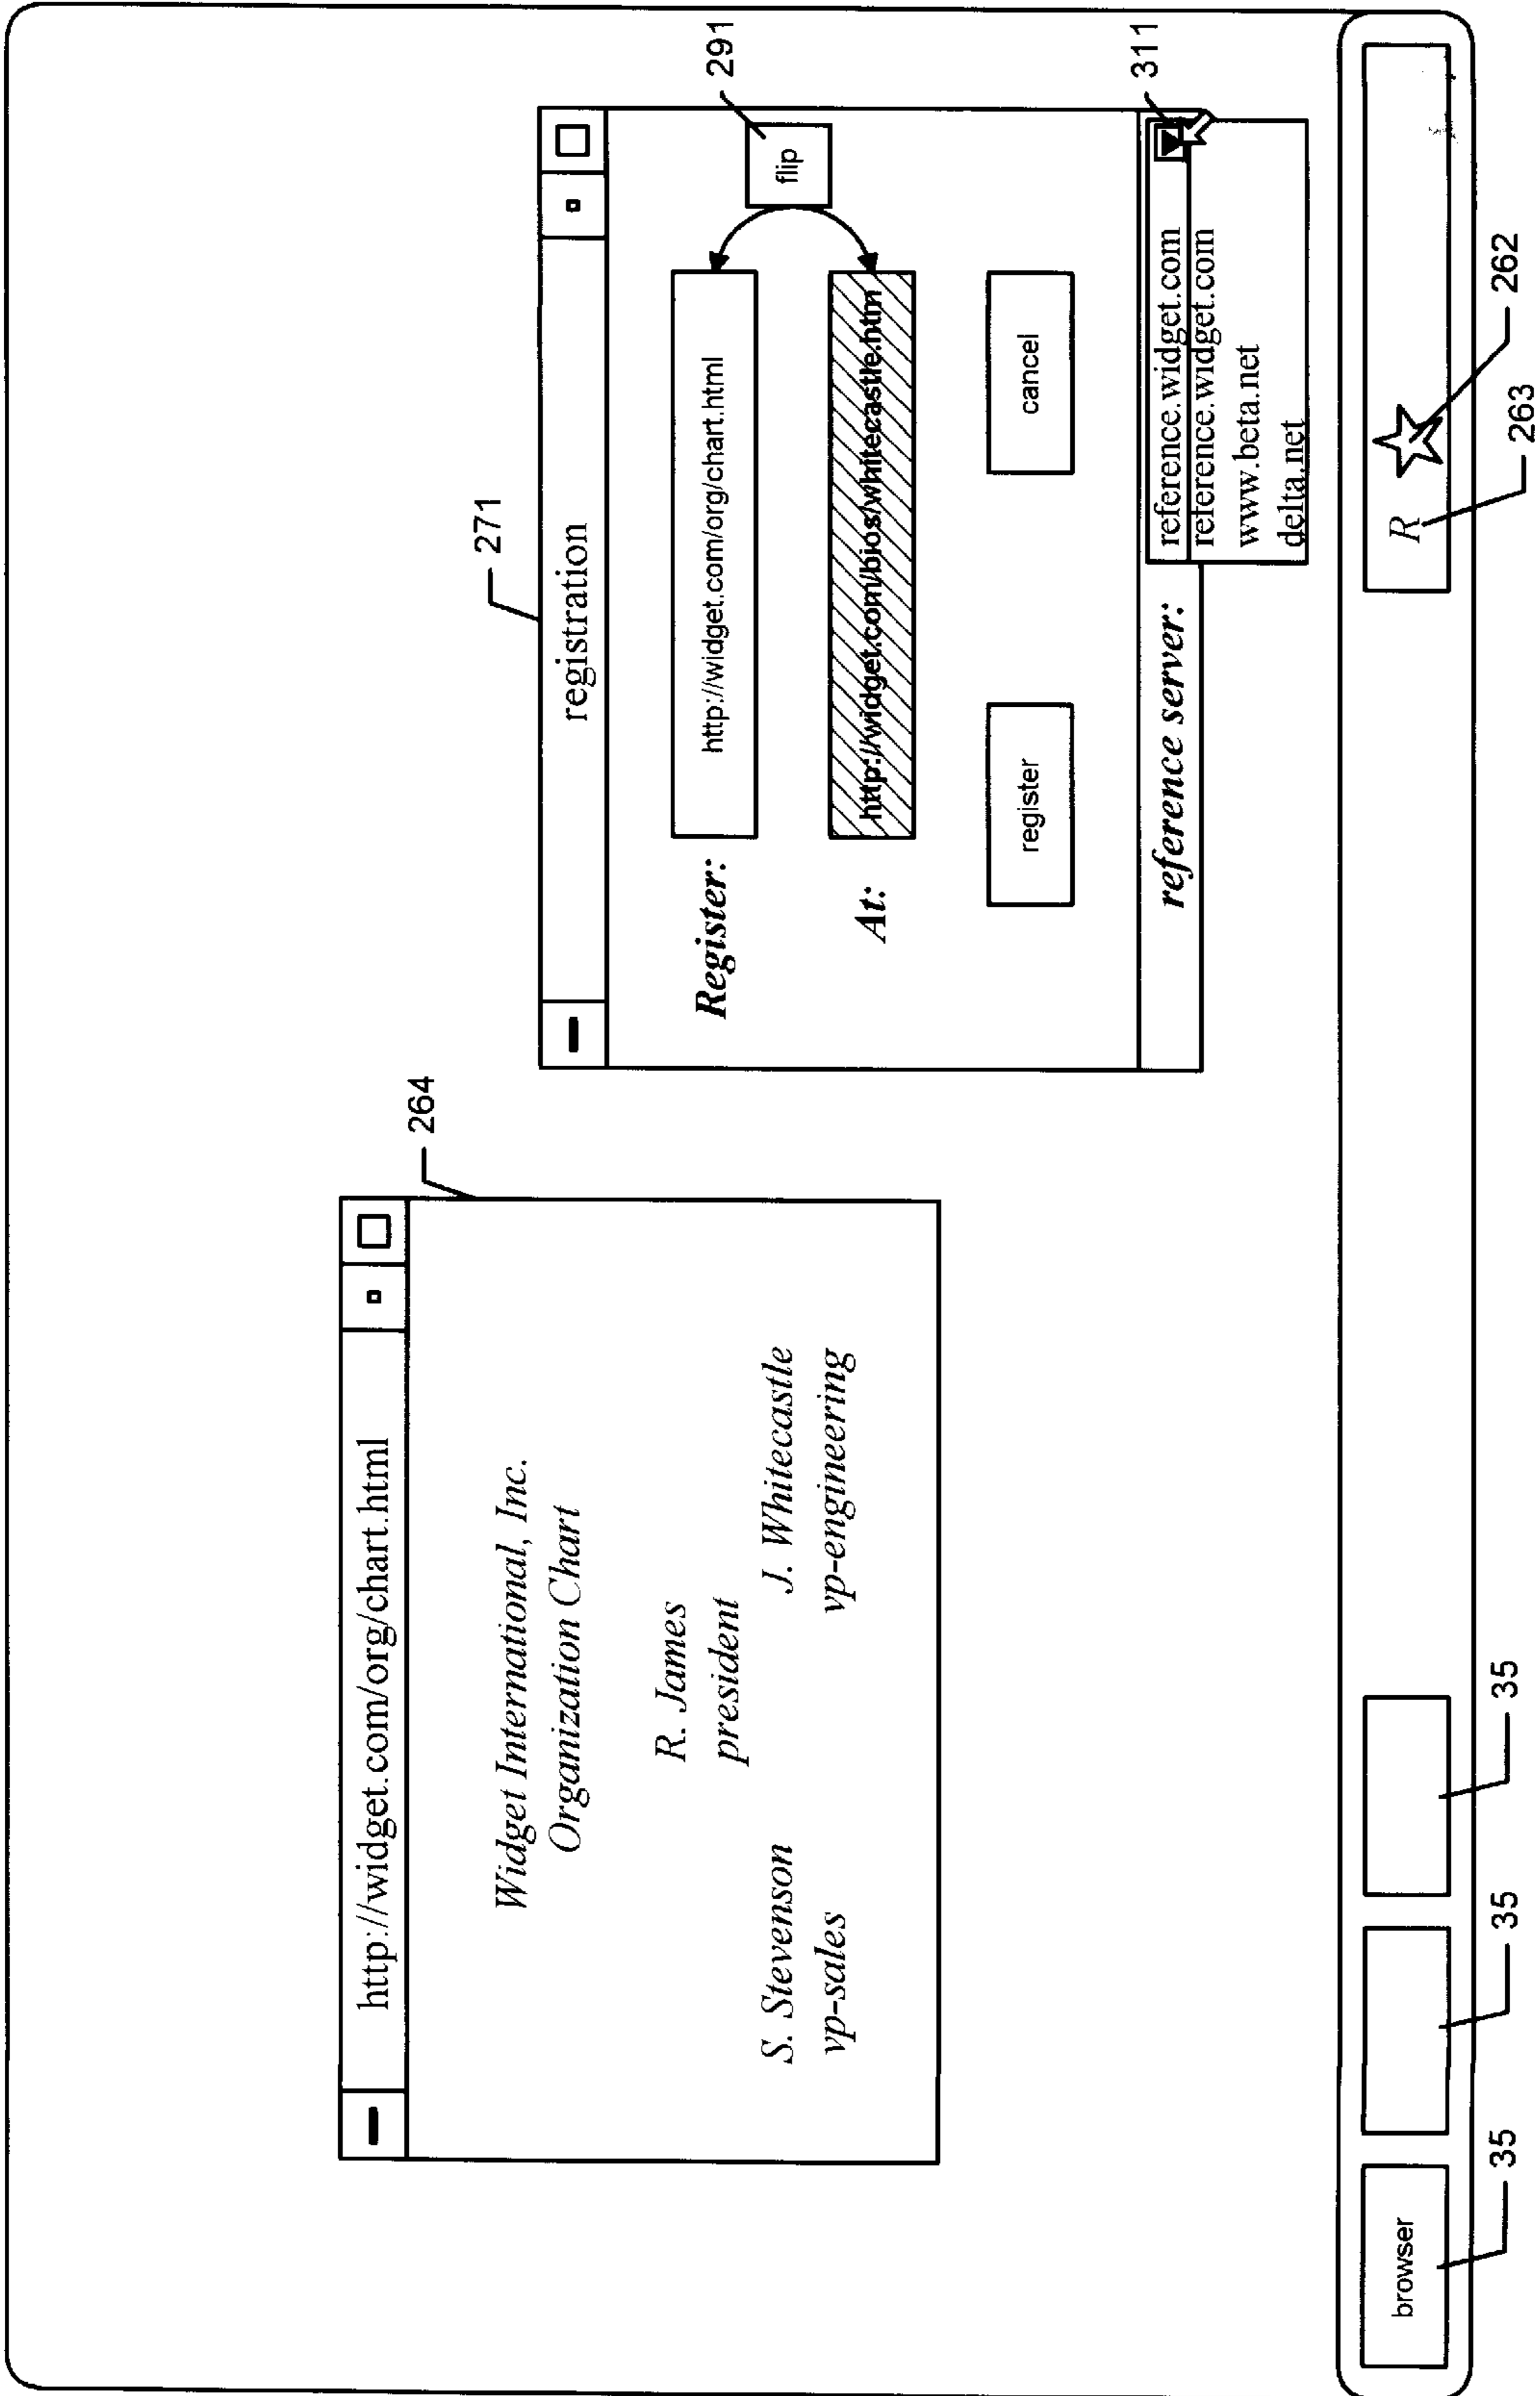 http://widget.com/org/chart.html
264
Widget International, Inc.
Organization Chart
R. James
president
S. Stevenson
vp-sales
J. Whitecastle
vp-engineering
271
registration
Register:
http://widget.com/org/chart.html
291
flip
At:
http://widget.com/bios/whitecastle.htm
register
cancel
reference server:
reference.widget.com
311
reference.widget.com
www.beta.net
delta.net
browser
R
35
35
35
263
262